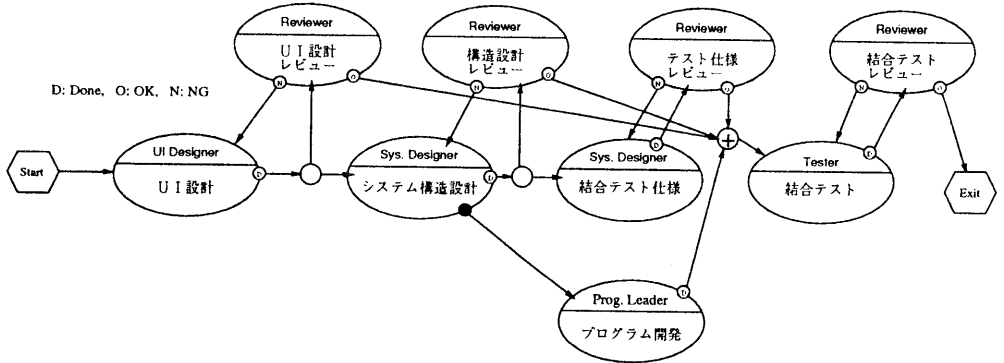 Reviewer
UI設計
レビュー
N
O
Reviewer
構造設計
レビュー
N
O
Reviewer
テスト仕様
レビュー
N
O
Reviewer
結合テスト
レビュー
N
O
D: Done, O: OK, N: NG
Start
UI Designer
UI設計
D
Sys. Designer
システム構造設計
D
Sys. Designer
結合テスト仕様
D
+
Tester
結合テスト
D
Exit
Prog. Leader
プログラム開発
D